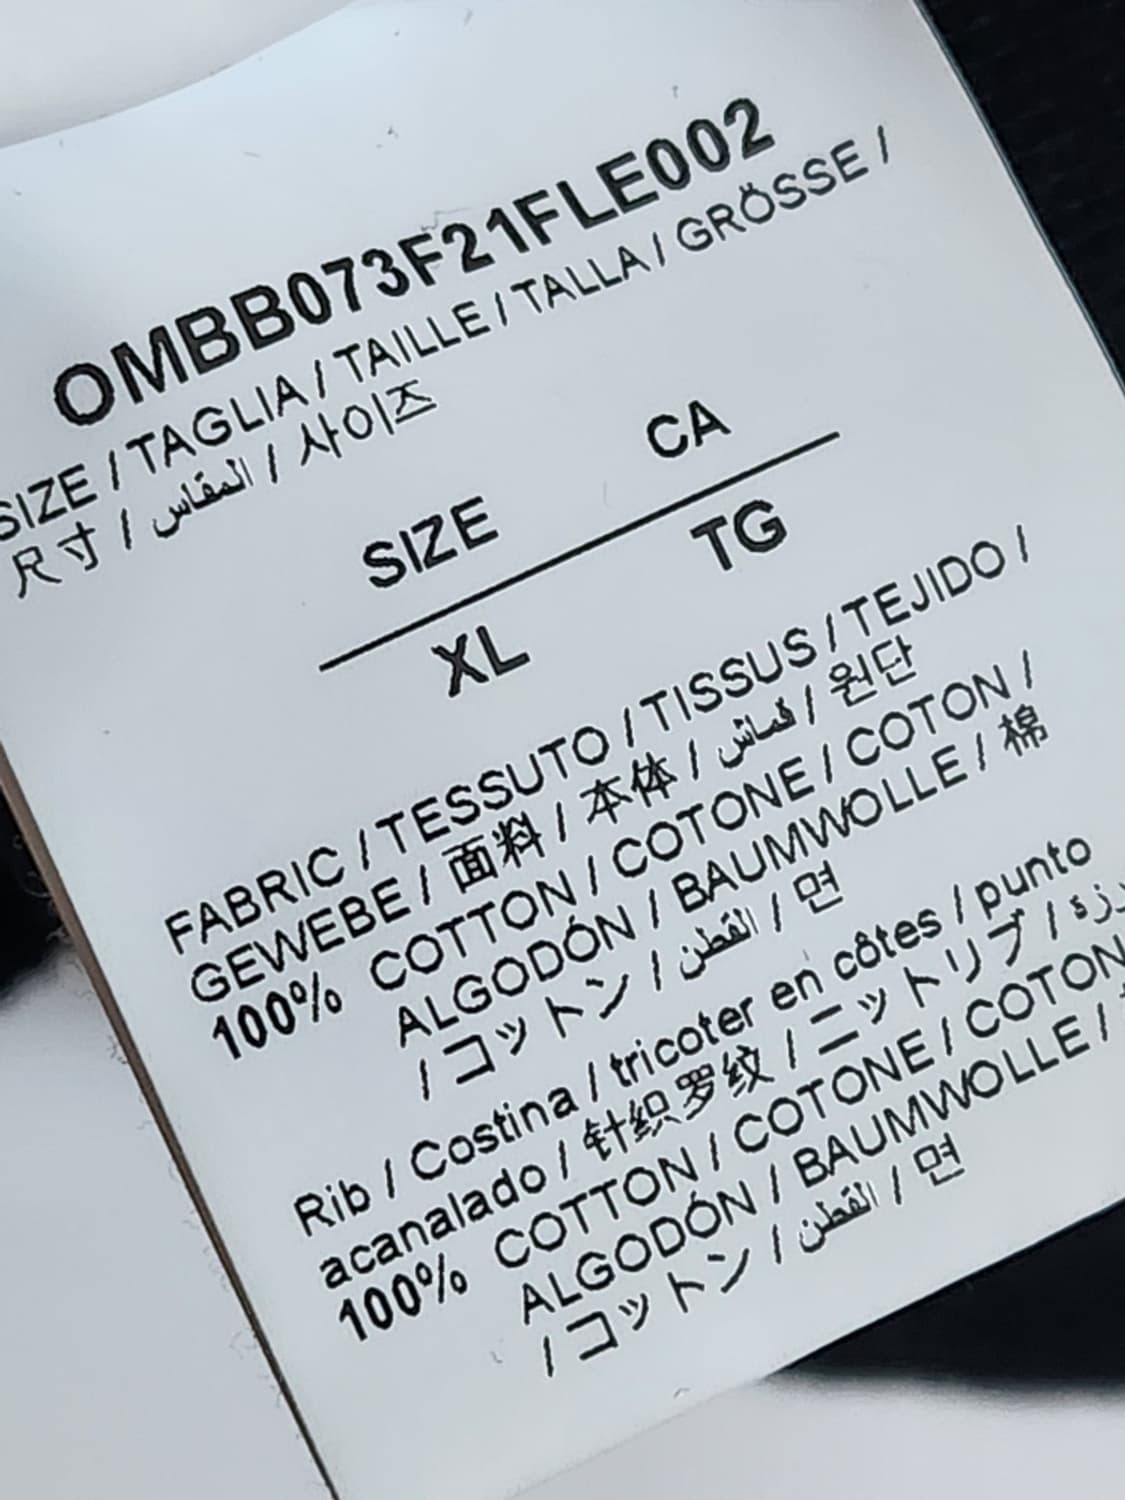 OMBB073F21FLE002
SIZE / TAGLIA / TAILLE / TALLA / GRÖSSE /
尺寸 / المقاس / 사이즈
SIZE CA
XL TG
FABRIC / TESSUTO / TISSUS / TEJIDO /
GEWEBE / 面料 / 本体 / قماش / 원단
100% COTTON / COTONE / COTON /
ALGODÓN / BAUMWOLLE / 棉
/ コットン / القطن / 면
Rib / Costina / tricoter en côtes / punto
acanalado / 针织罗纹 / ニットリブ /
100% COTTON / COTONE / COTON
ALGODÓN / BAUMWOLLE /
/ コットン / القطن / 면